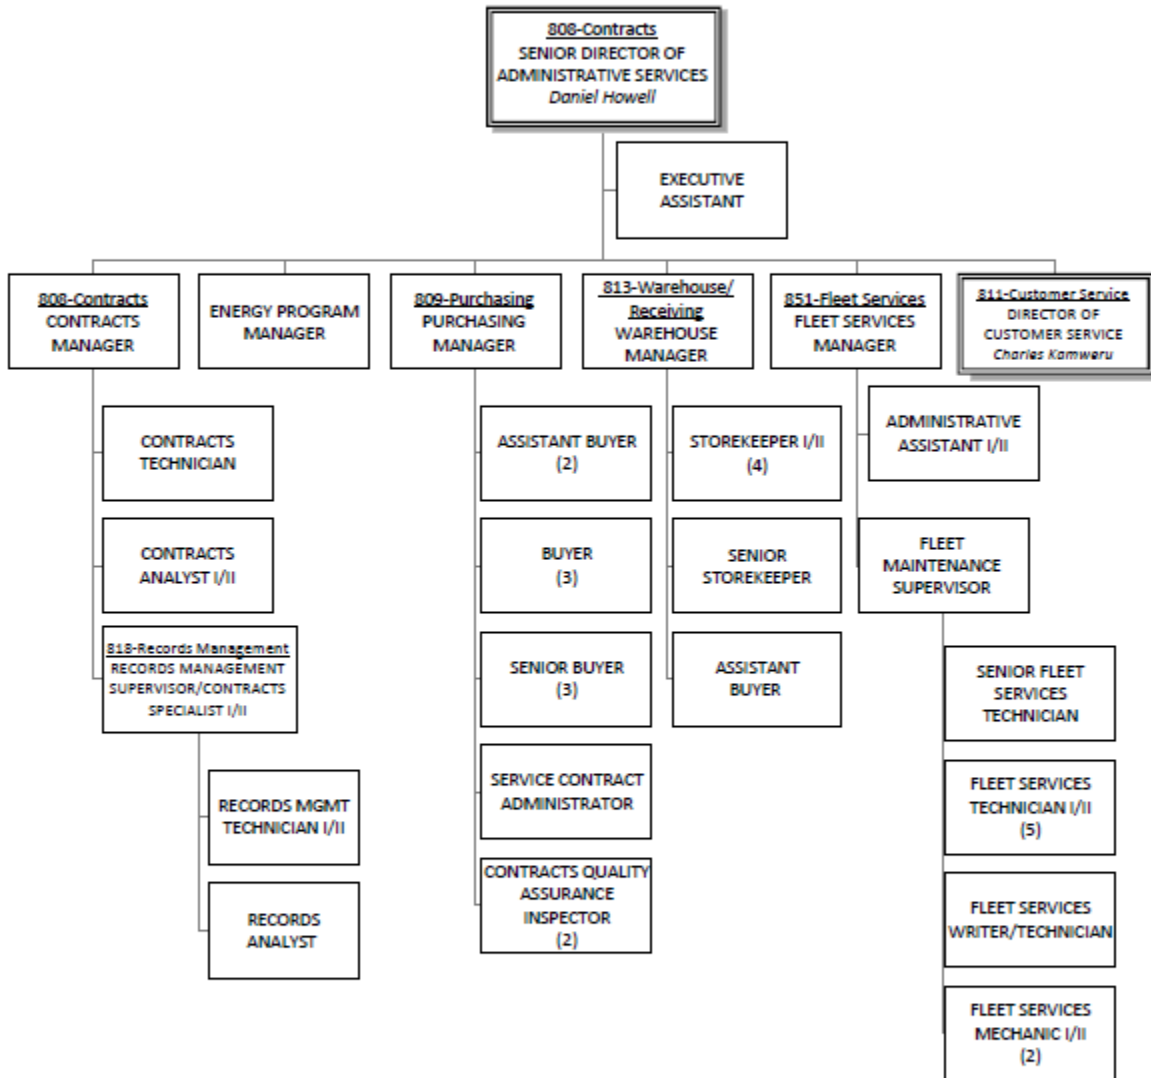 808-Contracts
SENIOR DIRECTOR OF
ADMINISTRATIVE SERVICES
Daniel Howell
EXECUTIVE
ASSISTANT
808-Contracts
CONTRACTS
MANAGER
ENERGY PROGRAM
MANAGER
809-Purchasing
PURCHASING
MANAGER
813-Warehouse/
Receiving
WAREHOUSE
MANAGER
851-Fleet Services
FLEET SERVICES
MANAGER
811-Customer Service
DIRECTOR OF
CUSTOMER SERVICE
Charles Kamweru
CONTRACTS
TECHNICIAN
CONTRACTS
ANALYST I/II
818-Records Management
RECORDS MANAGEMENT
SUPERVISOR/CONTRACTS
SPECIALIST I/II
RECORDS MGMT
TECHNICIAN I/II
RECORDS
ANALYST
ASSISTANT BUYER
(2)
BUYER
(3)
SENIOR BUYER
(3)
SERVICE CONTRACT
ADMINISTRATOR
CONTRACTS QUALITY
ASSURANCE
INSPECTOR
(2)
STOREKEEPER I/II
(4)
SENIOR
STOREKEEPER
ASSISTANT
BUYER
ADMINISTRATIVE
ASSISTANT I/II
FLEET
MAINTENANCE
SUPERVISOR
SENIOR FLEET
SERVICES
TECHNICIAN
FLEET SERVICES
TECHNICIAN I/II
(5)
FLEET SERVICES
WRITER/TECHNICIAN
FLEET SERVICES
MECHANIC I/II
(2)